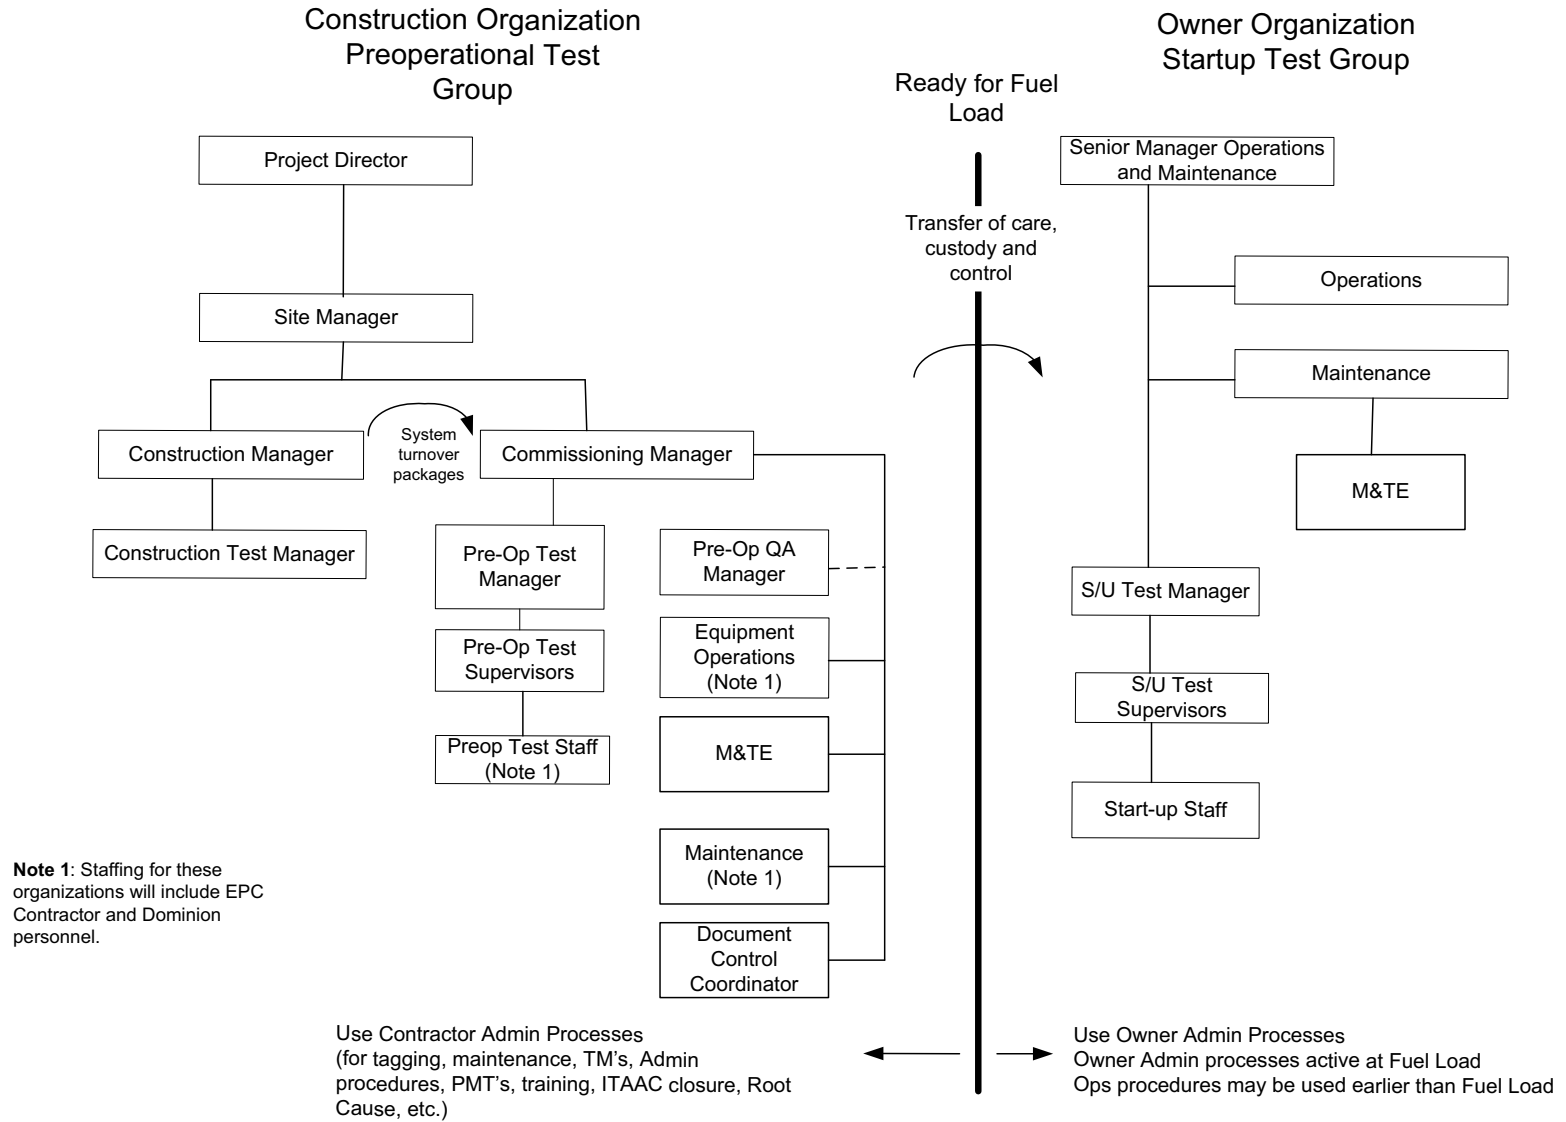 Construction Organization
Preoperational Test
Group
Owner Organization
Startup Test Group
Ready for Fuel
Load
Project Director
Senior Manager Operations
and Maintenance
Transfer of care,
custody and
control
Operations
Site Manager
Maintenance
Construction Manager
System
turnover
packages
Commissioning Manager
M&TE
Construction Test Manager
Pre-Op Test
Manager
Pre-Op QA
Manager
S/U Test Manager
Pre-Op Test
Supervisors
Equipment
Operations
(Note 1)
S/U Test
Supervisors
Preop Test Staff
(Note 1)
M&TE
Start-up Staff
Maintenance
(Note 1)
Note 1: Staffing for these
organizations will include EPC
Contractor and Dominion
personnel.
Document
Control
Coordinator
Use Contractor Admin Processes
(for tagging, maintenance, TM's, Admin
procedures, PMT's, training, ITAAC closure, Root
Cause, etc.)
Use Owner Admin Processes
Owner Admin processes active at Fuel Load
Ops procedures may be used earlier than Fuel Load